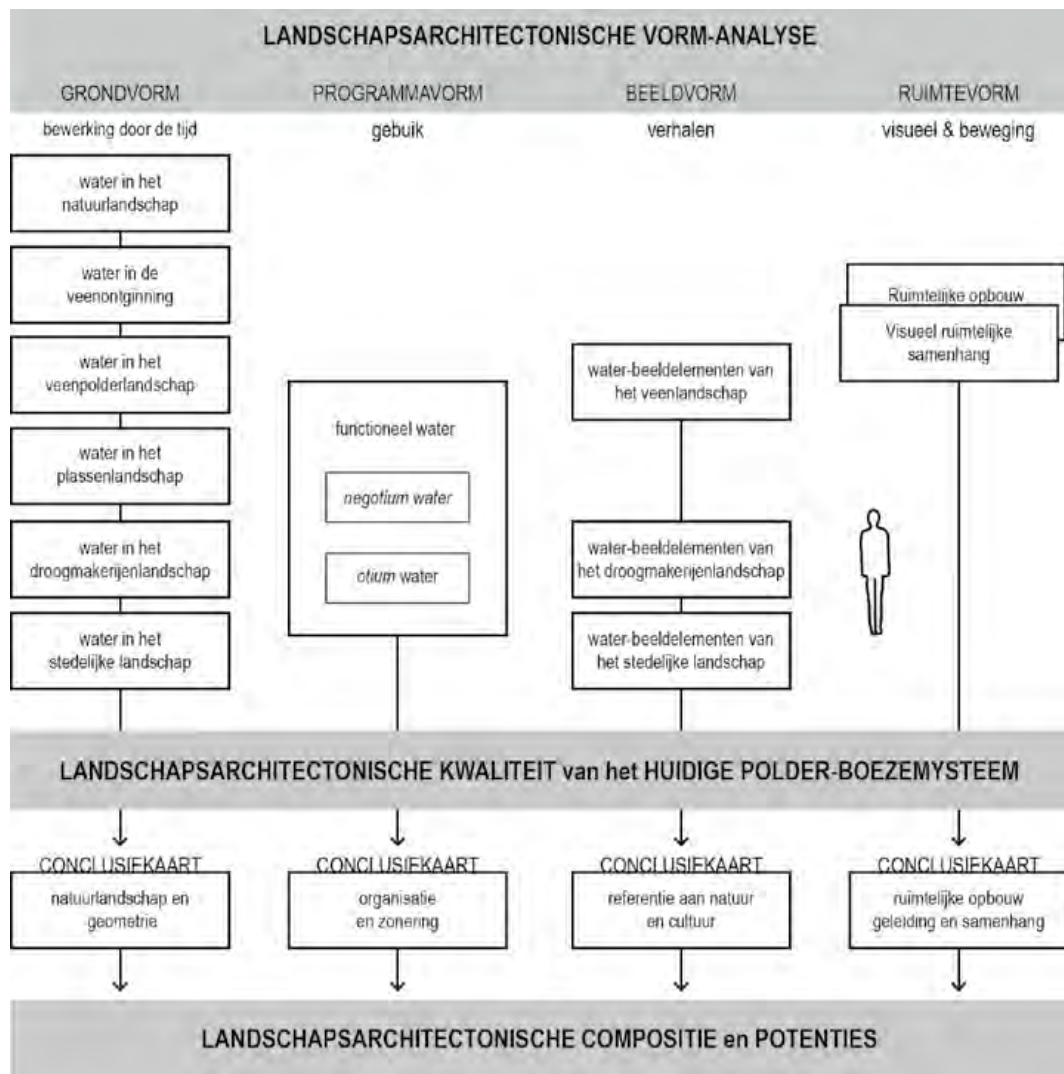 LANDSCHAPSARCHITECTONISCHE VORM-ANALYSE
GRONDVORM
bewerking door de tijd
water in het
natuurlandschap
water in de
veenontginning
water in het
veenpolderlandschap
water in het
plassenlandschap
water in het
droogmakerijenlandschap
water in het
stedelijke landschap
PROGRAMMAVORM
gebuik
functioneel water
negotium water
otium water
BEELDVORM
verhalen
water-beeldelementen van
het veenlandschap
water-beeldelementen van
het droogmakerijenlandschap
water-beeldelementen van
het stedelijke landschap
RUIMTEVORM
visueel & beweging
Ruimtelijke opbouw
Visueel ruimtelijke
samenhang
LANDSCHAPSARCHITECTONISCHE KWALITEIT van het HUIDIGE POLDER-BOEZEMYSTEEM
CONCLUSIEKAART
natuurlandschap en
geometrie
CONCLUSIEKAART
organisatie
en zonering
CONCLUSIEKAART
referentie aan natuur
en cultuur
CONCLUSIEKAART
ruimtelijke opbouw
geleiding en samenhang
LANDSCHAPSARCHITECTONISCHE COMPOSITIE en POTENTIES